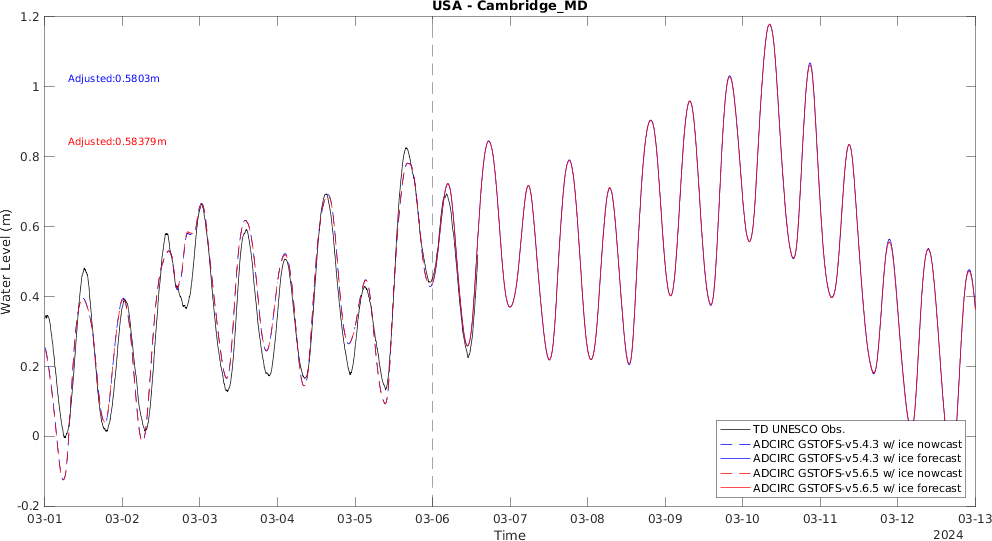 USA - Cambridge_MD
1.2
1
0.8
0.6
0.4
0.2
0
-0.2
Water Level (m)
Adjusted:0.5803m
Adjusted:0.58379m
TD UNESCO Obs.
ADCIRC GSTOFS-v5.4.3 w/ ice nowcast
ADCIRC GSTOFS-v5.4.3 w/ ice forecast
ADCIRC GSTOFS-v5.6.5 w/ ice nowcast
ADCIRC GSTOFS-v5.6.5 w/ ice forecast
03-01 03-02 03-03 03-04 03-05 03-06 03-07 03-08 03-09 03-10 03-11 03-12 03-13
Time
2024